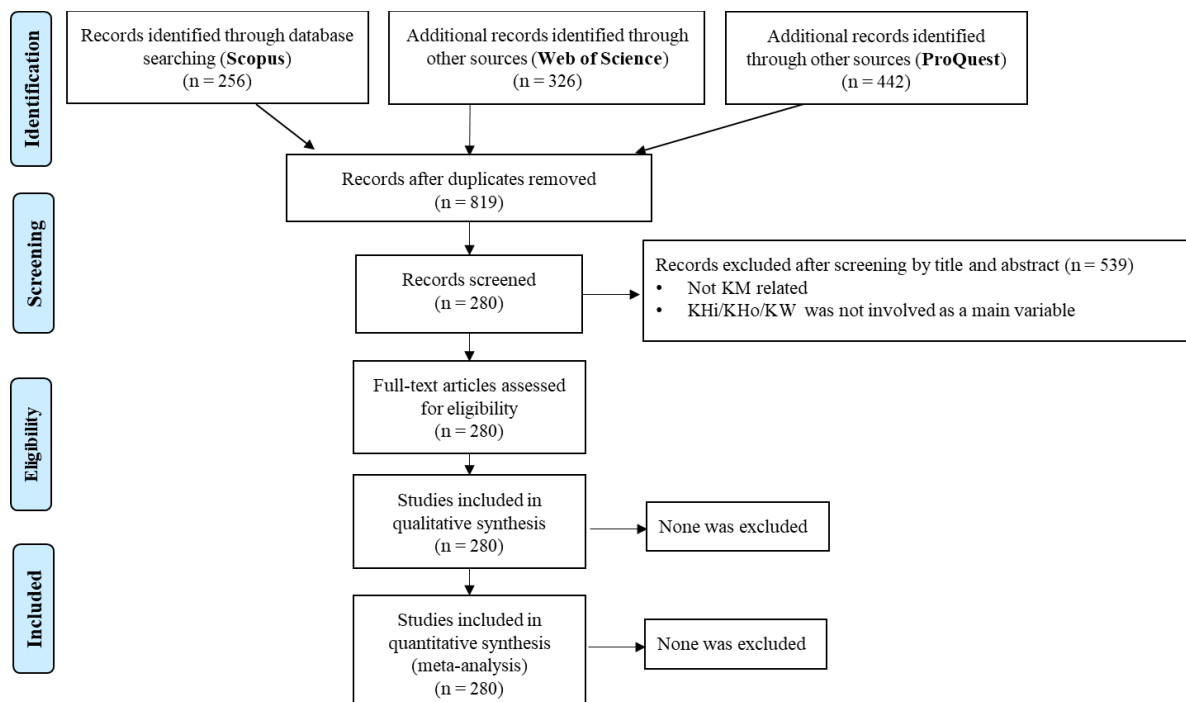 Identification
Records identified through database
searching (Scopus)
(n = 256)
Additional records identified through
other sources (Web of Science)
(n = 326)
Additional records identified
through other sources (ProQuest)
(n = 442)
Records after duplicates removed
(n = 819)
Screening
Records screened
(n = 280)
Records excluded after screening by title and abstract (n = 539)
• Not KM related
• KHi/KHo/KW was not involved as a main variable
Eligibility
Full-text articles assessed
for eligibility
(n = 280)
Studies included in
qualitative synthesis
(n = 280)
None was excluded
Included
Studies included in
quantitative synthesis
(meta-analysis)
(n = 280)
None was excluded